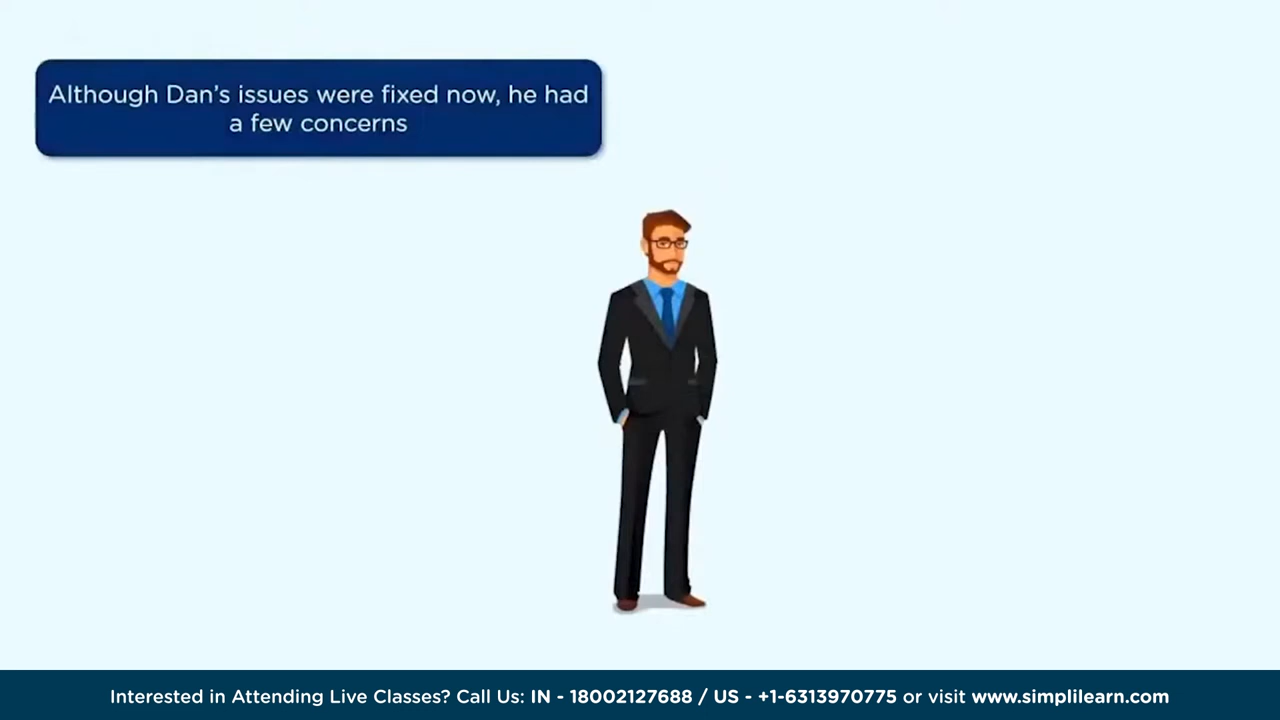 Although Dan’s issues were fixed now, he had
a few concerns
Interested in Attending Live Classes? Call Us: IN - 18002127688 / US - +1-6313970775 or visit www.simplilearn.com